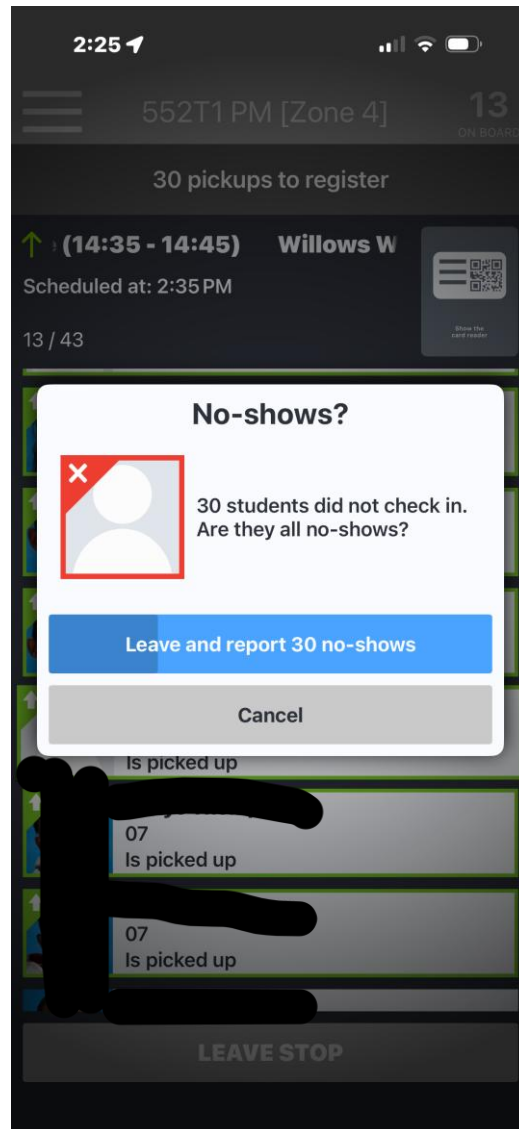 2:25
552T1 PM [Zone 4]
13
ON BOARD
30 pickups to register
(14:35 - 14:45) Willows W
Scheduled at: 2:35 PM
Show the
card reader
13 / 43
No-shows?
30 students did not check in.
Are they all no-shows?
Leave and report 30 no-shows
Cancel
Is picked up
07
Is picked up
07
Is picked up
LEAVE STOP